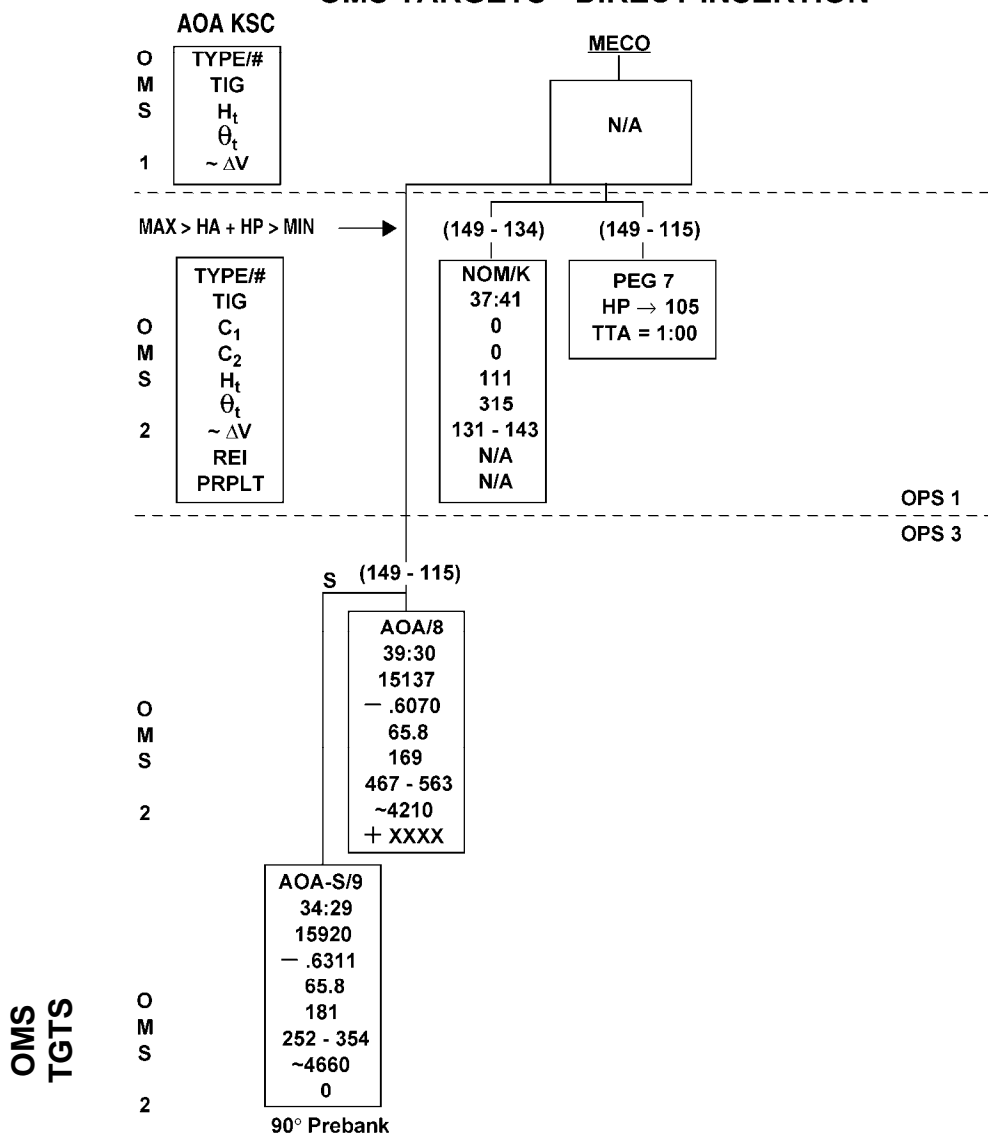 OMS TARGETS - DIRECT INSERTION
AOA KSC
MECO
O
M
S
1
TYPE/#
TIG
Ht
θt
~ ΔV
N/A
MAX > HA + HP > MIN
(149 - 134)
(149 - 115)
O
M
S
2
TYPE/#
TIG
C1
C2
Ht
θt
~ ΔV
REI
PRPLT
NOM/K
37:41
0
0
111
315
131 - 143
N/A
N/A
PEG 7
HP → 105
TTA = 1:00
OPS 1
OPS 3
S
(149 - 115)
O
M
S
2
AOA/8
39:30
15137
− .6070
65.8
169
467 - 563
~4210
+ XXXX
O
M
S
2
AOA-S/9
34:29
15920
− .6311
65.8
181
252 - 354
~4660
0
90° Prebank
OMS
TGTS